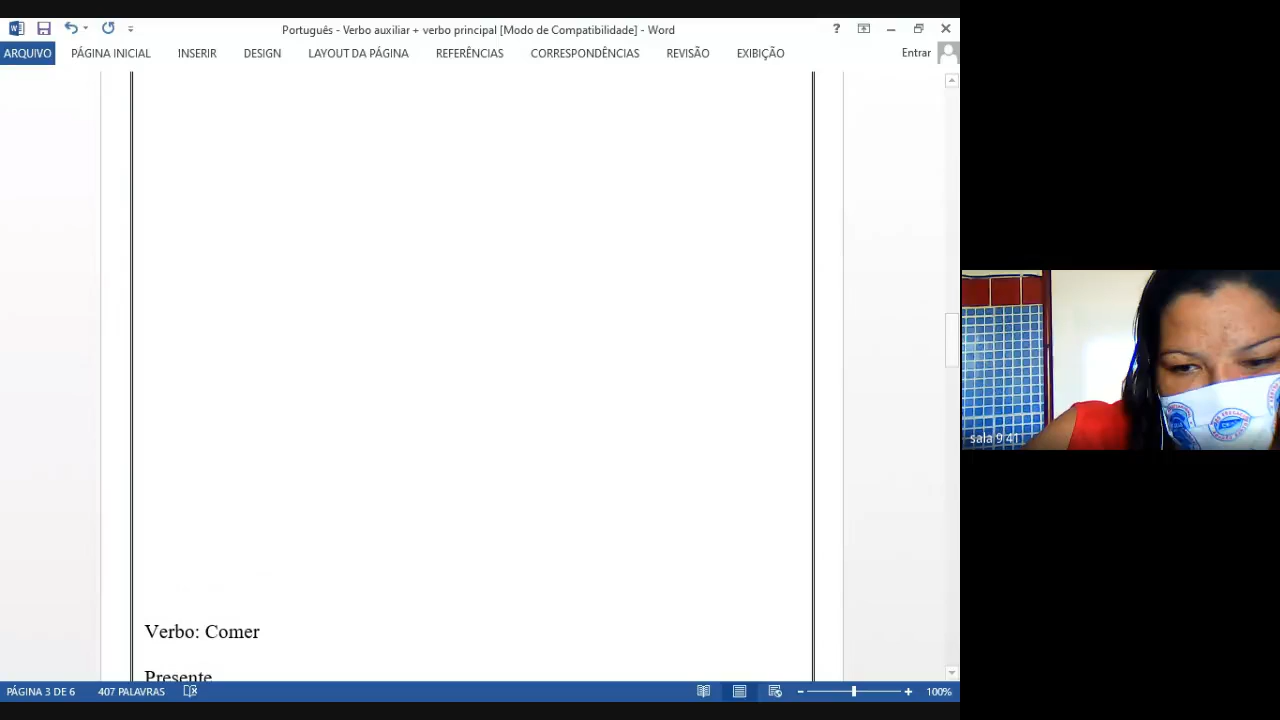 Português - Verbo auxiliar + verbo principal [Modo de Compatibilidade] - Word
?
ARQUIVO PÁGINA INICIAL INSERIR DESIGN LAYOUT DA PÁGINA REFERÊNCIAS CORRESPONDÊNCIAS REVISÃO EXIBIÇÃO Entrar
Verbo: Comer
Presente
sala 9 41
PÁGINA 3 DE 6 407 PALAVRAS 100%